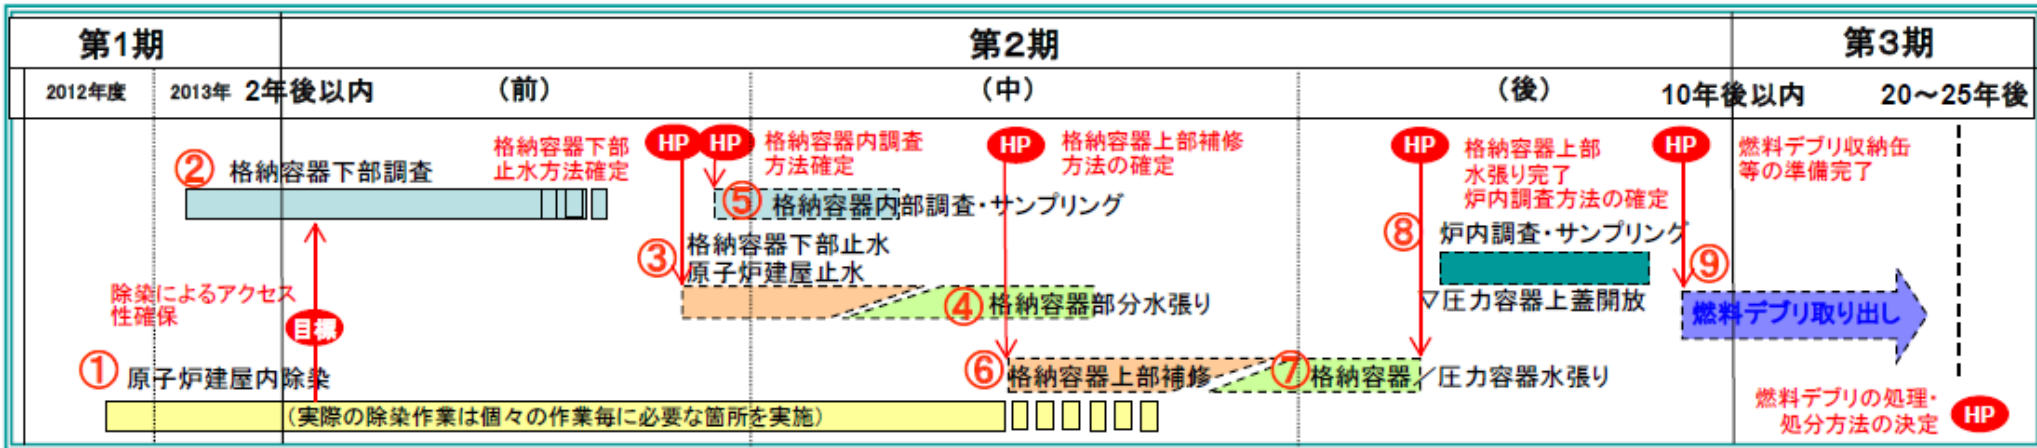 第1期
第2期
第3期
2012年度
2013年
2年後以内
（前）
（中）
（後）
10年後以内
20～25年後
② 格納容器下部調査
格納容器下部
止水方法確定
HP
HP
格納容器内調査
方法確定
HP
格納容器上部補修
方法の確定
HP
格納容器上部
水張り完了
炉内調査方法の確定
HP
燃料デブリ収納缶
等の準備完了
⑤ 格納容器内部調査・サンプリング
③ 格納容器下部止水
原子炉建屋止水
④ 格納容器部分水張り
⑧ 炉内調査・サンプリング
▽圧力容器上蓋開放
⑨
燃料デブリ取り出し
除染によるアクセス
性確保
目標
① 原子炉建屋内除染
（実際の除染作業は個々の作業毎に必要な箇所を実施）
⑥ 格納容器上部補修
⑦ 格納容器／圧力容器水張り
燃料デブリの処理・
処分方法の決定
HP